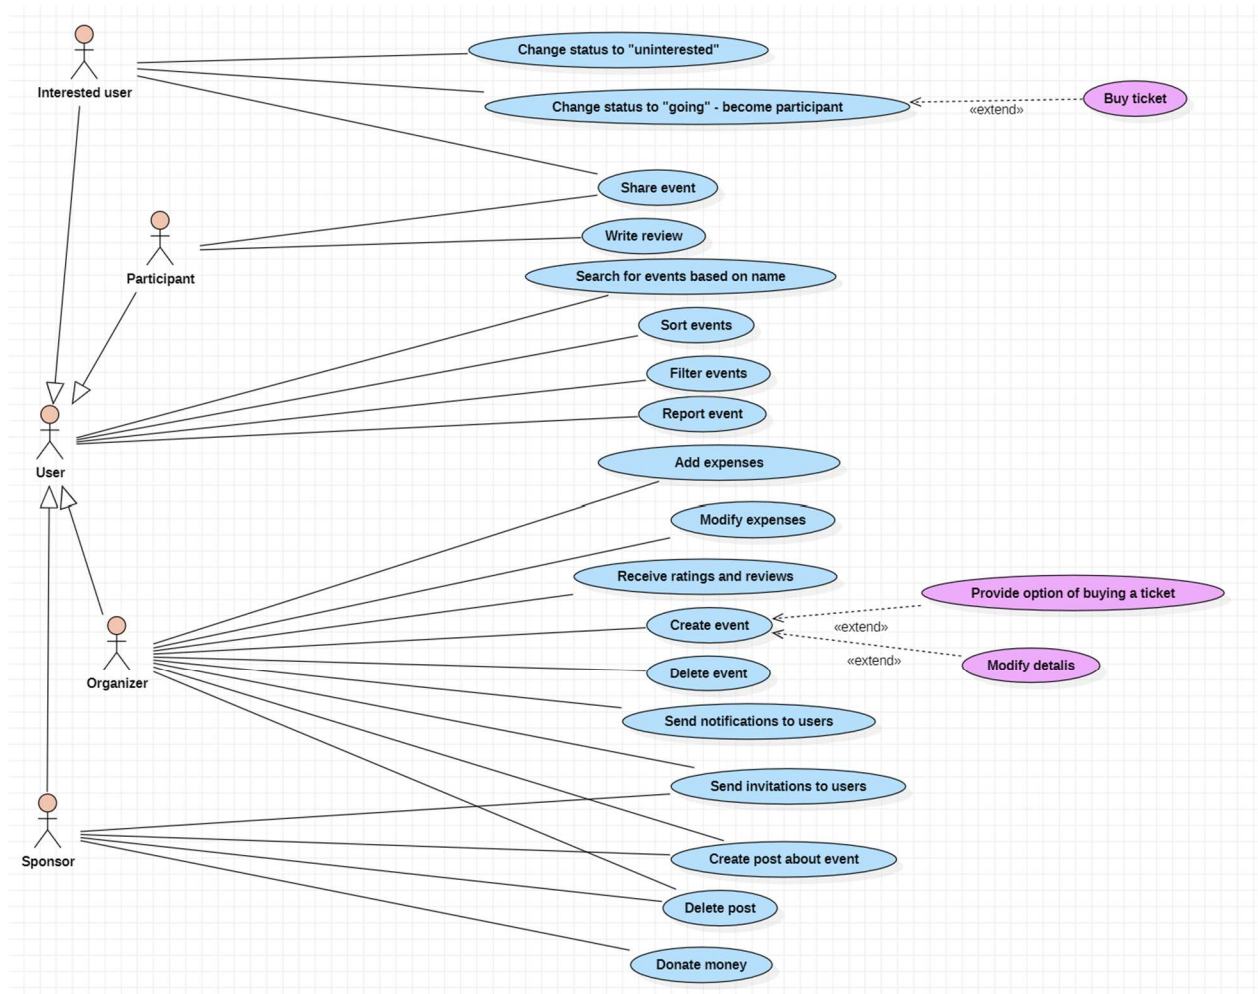 Change status to "uninterested"
Interested user
Change status to "going" - become participant
Buy ticket
«extend»
Share event
Write review
Participant
Search for events based on name
Sort events
Filter events
Report event
User
Add expenses
Modify expenses
Receive ratings and reviews
Provide option of buying a ticket
Create event
«extend»
«extend»
Modify detalis
Delete event
Organizer
Send notifications to users
Send invitations to users
Sponsor
Create post about event
Delete post
Donate money